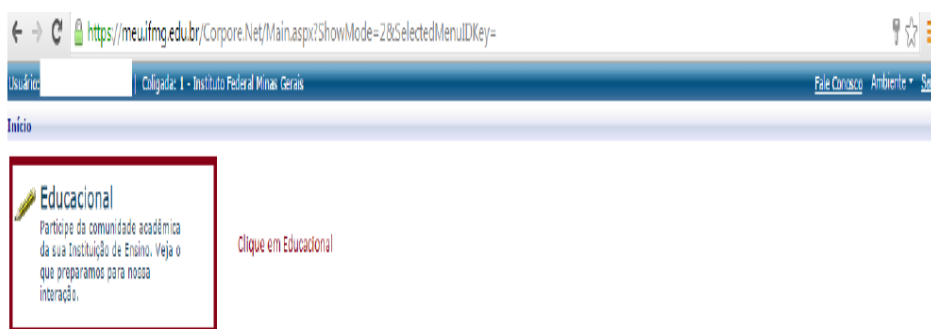 https://meu.ifmg.edu.br/Corpore.Net/Main.aspx?ShowMode=2&SelectedMenuIDKey=
Usuário: | Coligada: 1 - Instituto Federal Minas Gerais Fale Conosco Ambiente
Início
Educacional
Participe da comunidade acadêmica
da sua Instituição de Ensino. Veja o
que preparamos para nossa
interação.
Clique em Educacional